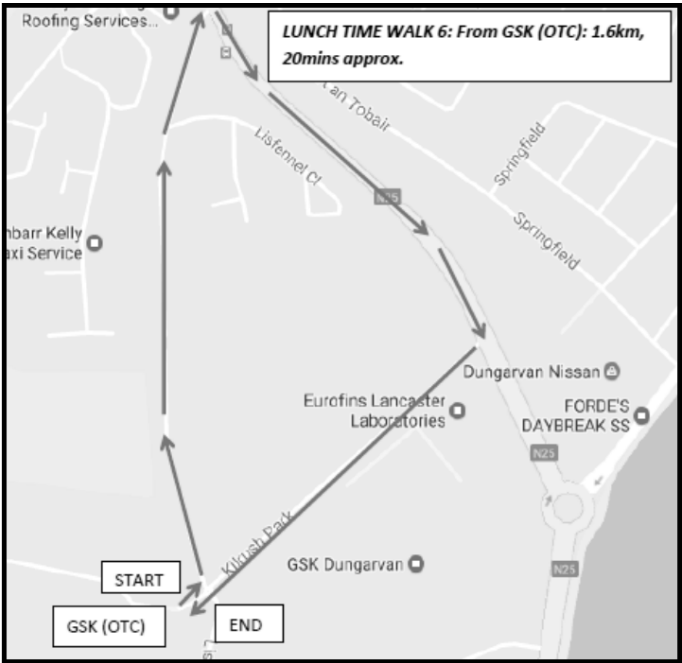 Roofing Services...
LUNCH TIME WALK 6: From GSK (OTC): 1.6km,
20mins approx.
an Tobair
Lisfennel Ct
Springfield
N25
Springfield
nbarr Kelly
axi Service
Dungarvan Nissan
Eurofins Lancaster
Laboratories
FORDE'S
DAYBREAK SS
N25
Kilrush Park
GSK Dungarvan
N25
START
GSK (OTC)
END